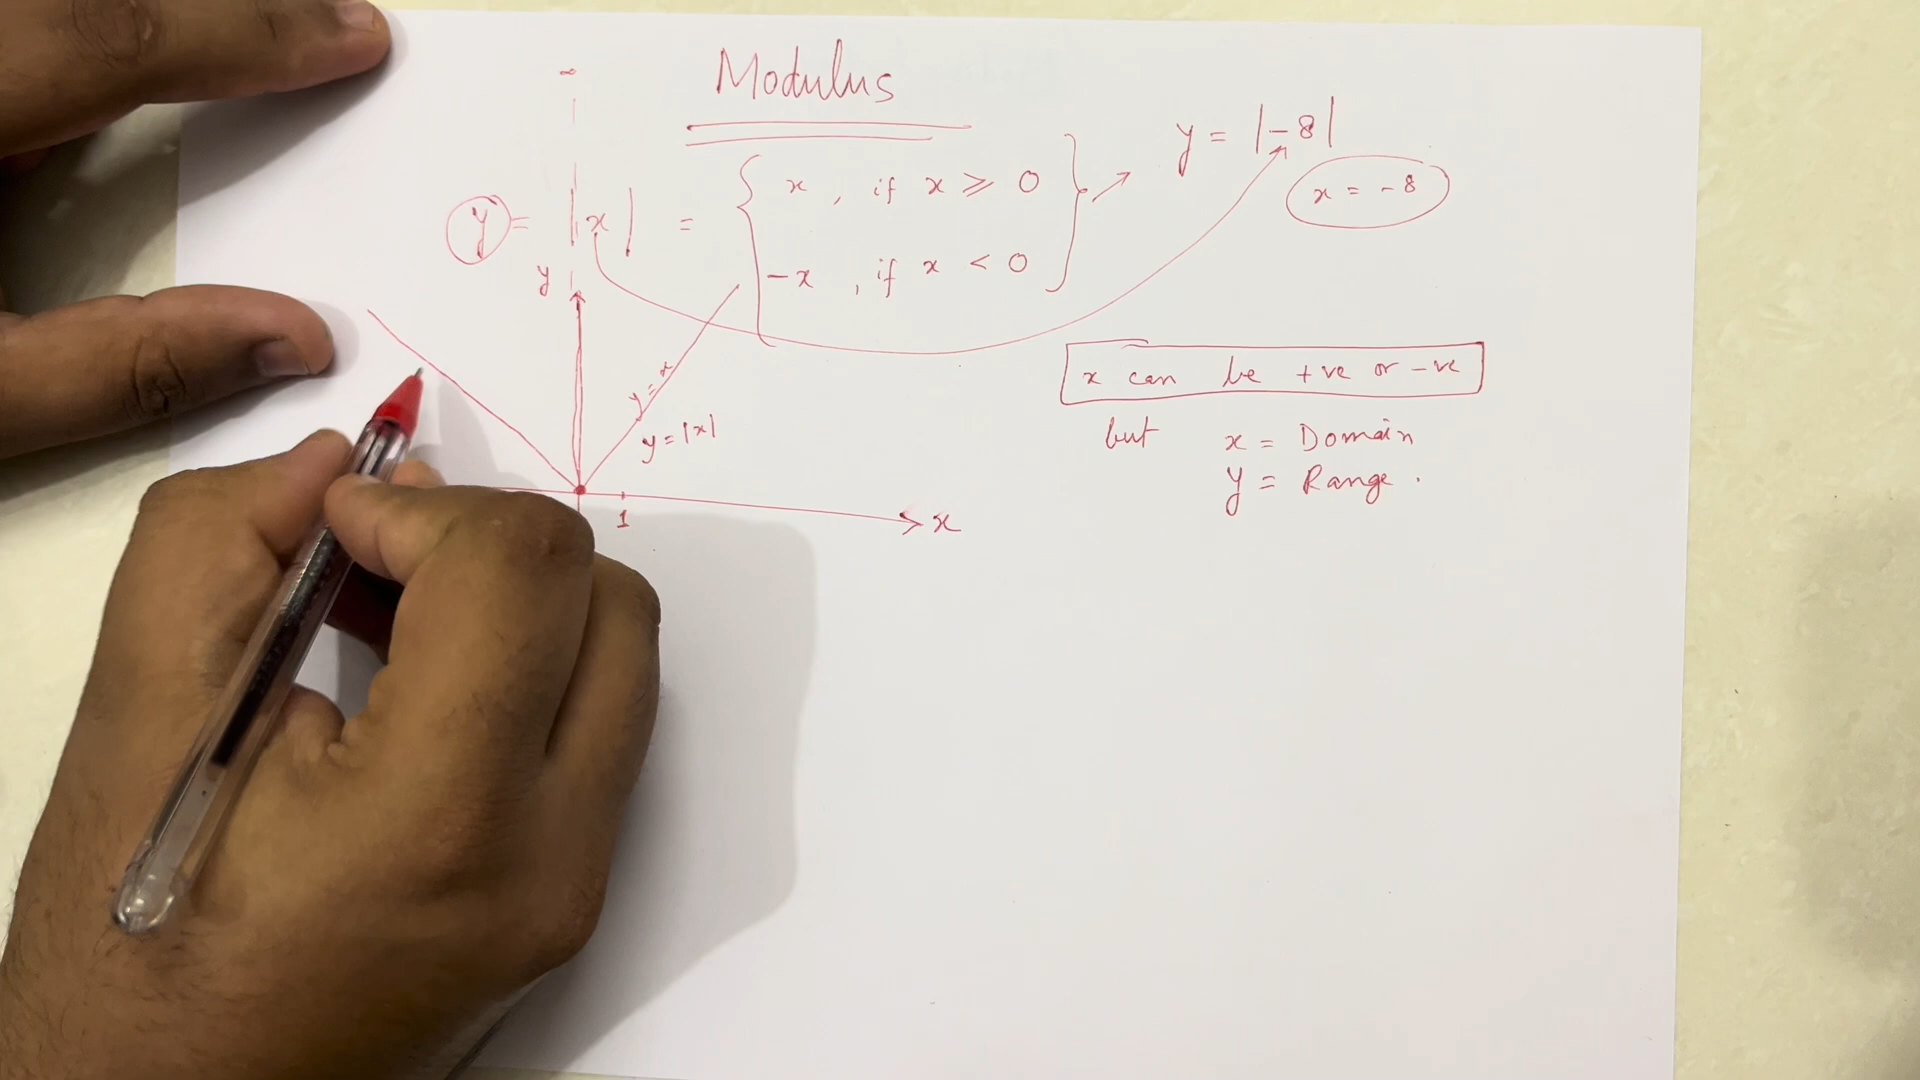 Modulus
∞
y = |x| = { x , if x ⩾ 0
-x , if x < 0 }
y = |-8|
x = -8
y
y = x
y = |x|
1
x
x can be +ve or -ve
but x = Domain
y = Range .